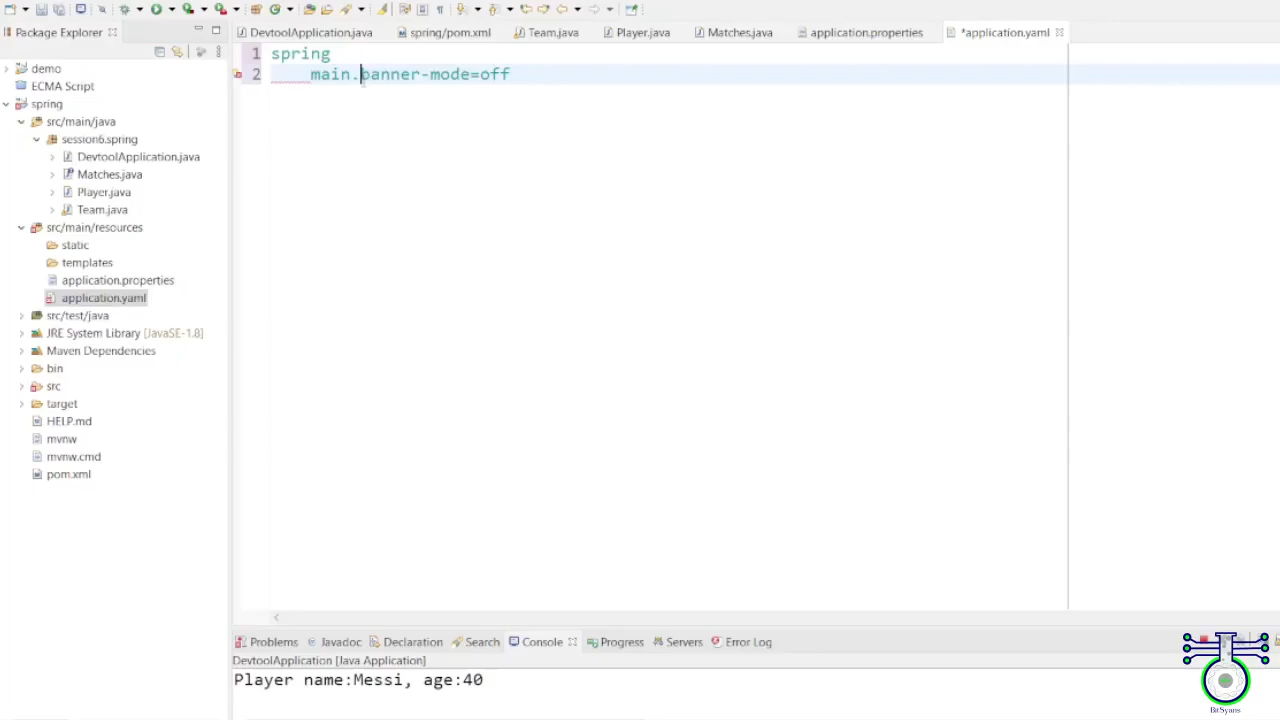 Package Explorer
DevtoolApplication.java
spring/pom.xml
Team.java
Player.java
Matches.java
application.properties
*application.yaml
demo
ECMA Script
spring
src/main/java
session6.spring
DevtoolApplication.java
Matches.java
Player.java
Team.java
src/main/resources
static
templates
application.properties
application.yaml
src/test/java
JRE System Library [JavaSE-1.8]
Maven Dependencies
bin
src
target
HELP.md
mvnw
mvnw.cmd
pom.xml
1 spring
2 main.banner-mode=off
Problems
Javadoc
Declaration
Search
Console
Progress
Servers
Error Log
DevtoolApplication [Java Application]
Player name:Messi, age:40
BitSyans